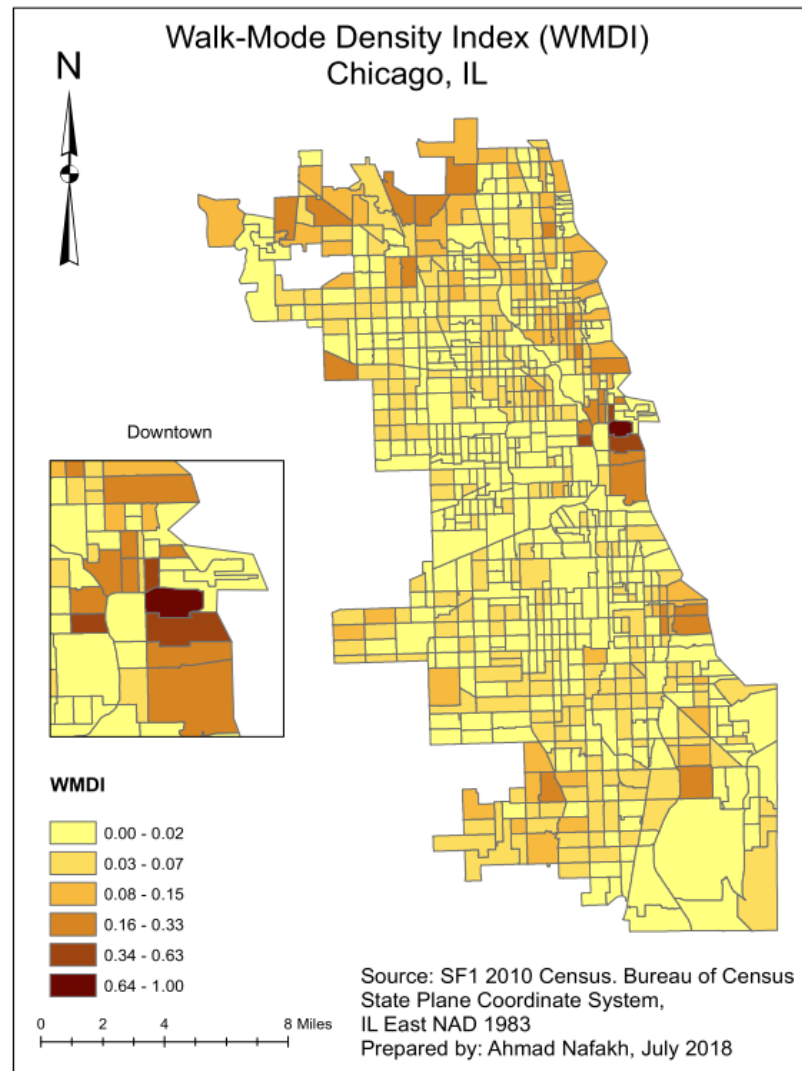 Walk-Mode Density Index (WMDI)
Chicago, IL
N
Downtown
WMDI
0.00 - 0.02
0.03 - 0.07
0.08 - 0.15
0.16 - 0.33
0.34 - 0.63
0.64 - 1.00
0 2 4 8 Miles
Source: SF1 2010 Census. Bureau of Census
State Plane Coordinate System,
IL East NAD 1983
Prepared by: Ahmad Nafakh, July 2018